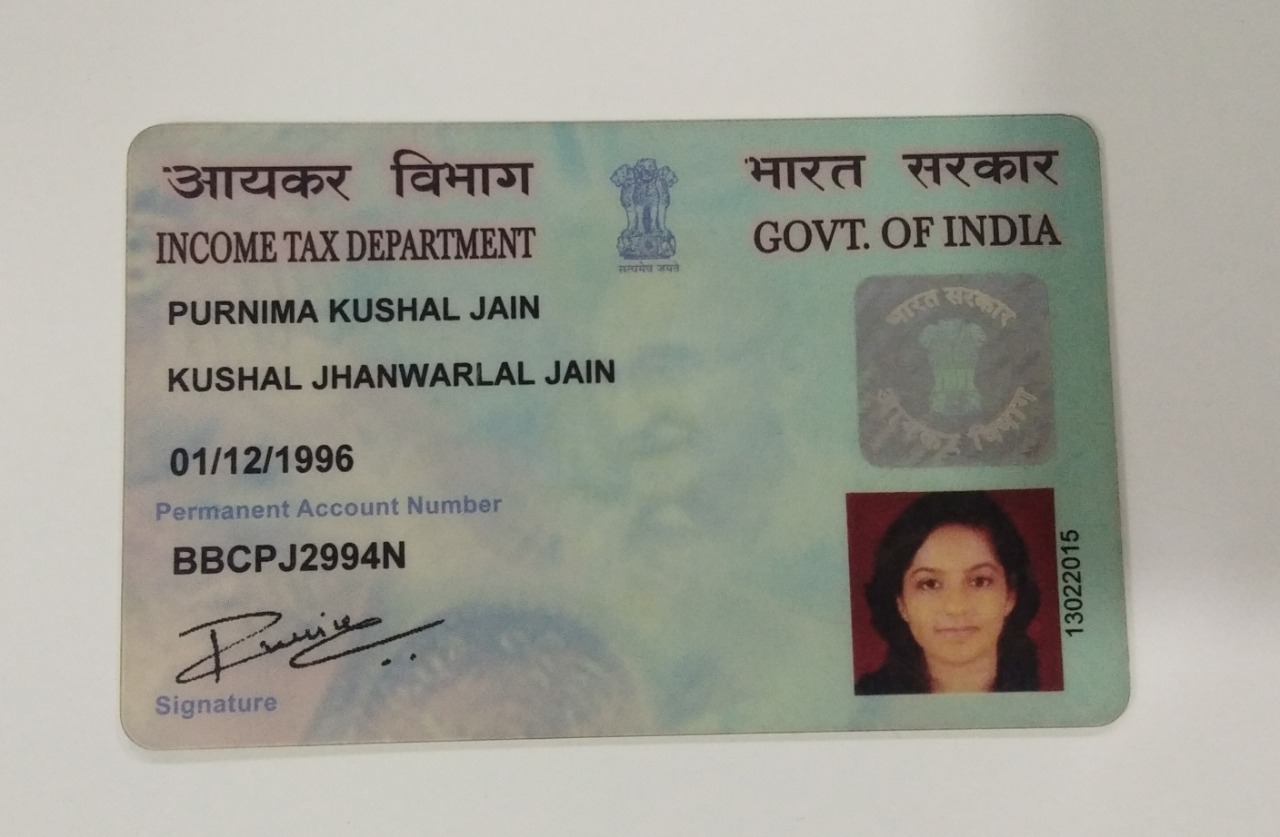 आयकर विभाग
INCOME TAX DEPARTMENT
सत्यमेव जयते
भारत सरकार
GOVT. OF INDIA
PURNIMA KUSHAL JAIN
KUSHAL JHANWARLAL JAIN
01/12/1996
Permanent Account Number
BBCPJ2994N
Signature
भारत सरकार
आयकर विभाग
13022015